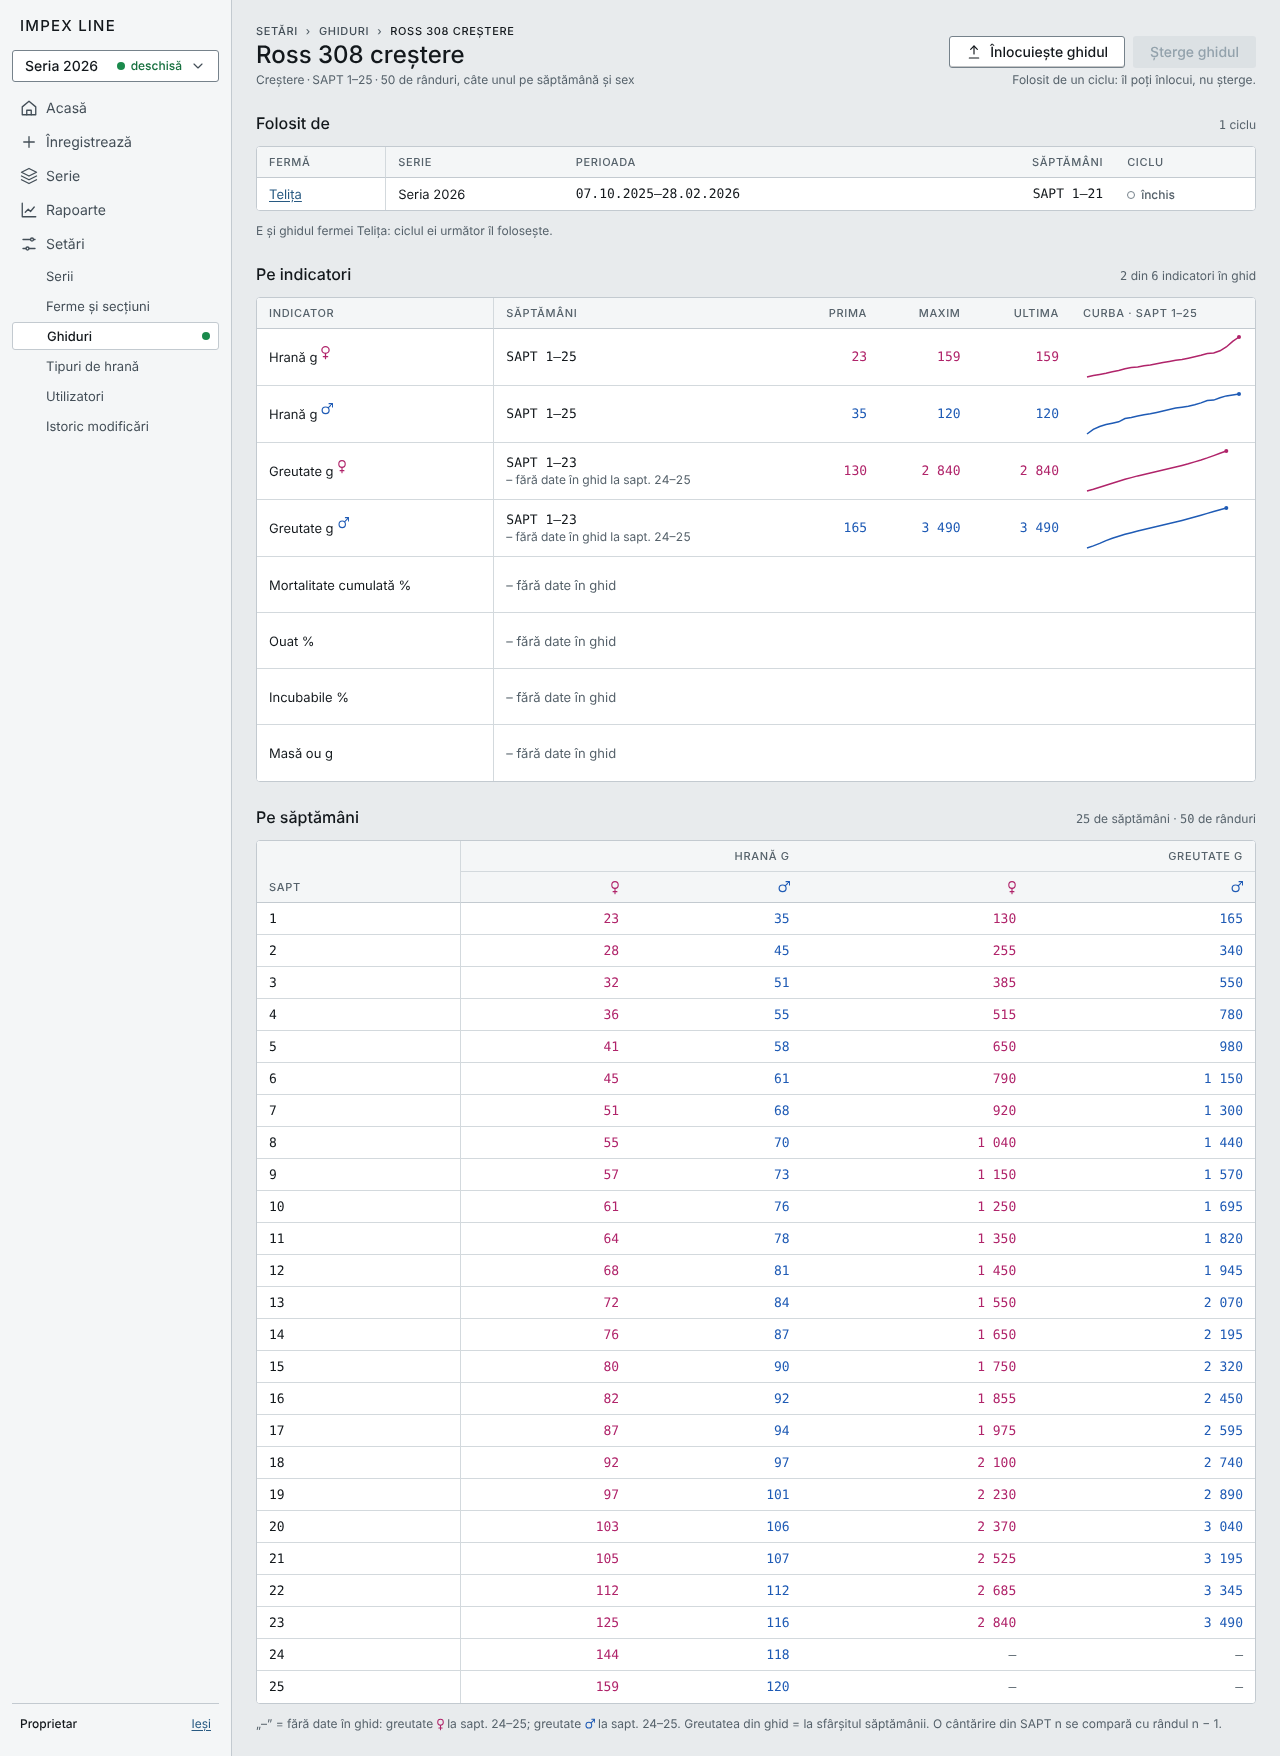 IMPEX LINE
Seria 2026 deschisă
Acasă
Înregistrează
Serie
Rapoarte
Setări
Serii
Ferme și secțiuni
Ghiduri
Tipuri de hrană
Utilizatori
Istoric modificări
Proprietar Ieși
SETĂRI › GHIDURI › ROSS 308 CREȘTERE
Ross 308 creștere
Creștere · SAPT 1–25 · 50 de rânduri, câte unul pe săptămână și sex
Înlocuiește ghidul Șterge ghidul
Folosit de un ciclu: îl poți înlocui, nu șterge.
Folosit de 1 ciclu
FERMĂ SERIE PERIOADA SĂPTĂMÂNI CICLU
Telița Seria 2026 07.10.2025–28.02.2026 SAPT 1–21 închis
E și ghidul fermei Telița: ciclul ei următor îl folosește.
Pe indicatori 2 din 6 indicatori în ghid
INDICATOR SĂPTĂMÂNI PRIMA MAXIM ULTIMA CURBA · SAPT 1–25
Hrană g ♀ SAPT 1–25 23 159 159
Hrană g ♂ SAPT 1–25 35 120 120
Greutate g ♀ SAPT 1–23 130 2 840 2 840
– fără date în ghid la sapt. 24–25
Greutate g ♂ SAPT 1–23 165 3 490 3 490
– fără date în ghid la sapt. 24–25
Mortalitate cumulată % – fără date în ghid
Ouat % – fără date în ghid
Incubabile % – fără date în ghid
Masă ou g – fără date în ghid
Pe săptămâni 25 de săptămâni · 50 de rânduri
HRANĂ G GREUTATE G
SAPT ♀ ♂ ♀ ♂
1 23 35 130 165
2 28 45 255 340
3 32 51 385 550
4 36 55 515 780
5 41 58 650 980
6 45 61 790 1 150
7 51 68 920 1 300
8 55 70 1 040 1 440
9 57 73 1 150 1 570
10 61 76 1 250 1 695
11 64 78 1 350 1 820
12 68 81 1 450 1 945
13 72 84 1 550 2 070
14 76 87 1 650 2 195
15 80 90 1 750 2 320
16 82 92 1 855 2 450
17 87 94 1 975 2 595
18 92 97 2 100 2 740
19 97 101 2 230 2 890
20 103 106 2 370 3 040
21 105 107 2 525 3 195
22 112 112 2 685 3 345
23 125 116 2 840 3 490
24 144 118 – –
25 159 120 – –
„–” = fără date în ghid: greutate ♀ la sapt. 24–25; greutate ♂ la sapt. 24–25. Greutatea din ghid = la sfârșitul săptămânii. O cântărire din SAPT n se compară cu rândul n − 1.